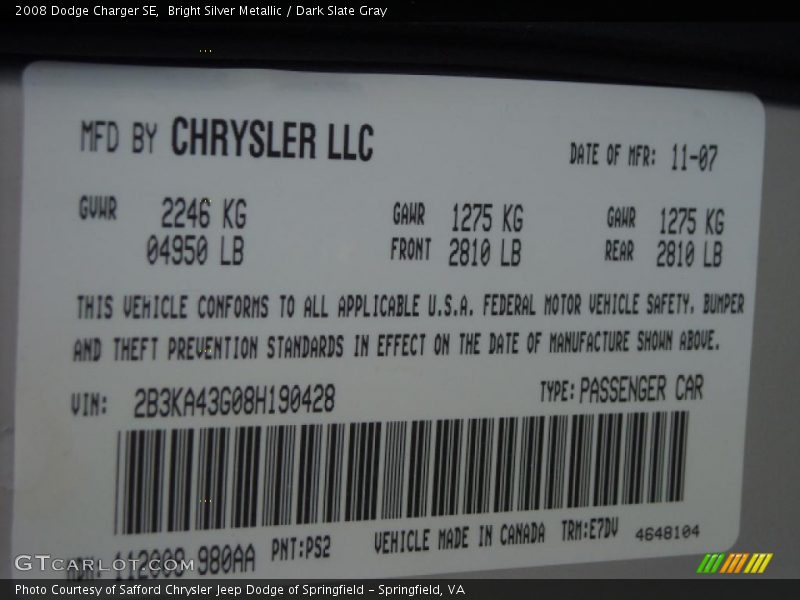 2008 Dodge Charger SE,  Bright Silver Metallic / Dark Slate Gray
MFD BY CHRYSLER LLC
DATE OF MFR: 11-07
GVWR 2246 KG GAWR 1275 KG GAWR 1275 KG
04950 LB FRONT 2810 LB REAR 2810 LB
THIS VEHICLE CONFORMS TO ALL APPLICABLE U.S.A. FEDERAL MOTOR VEHICLE SAFETY, BUMPER
AND THEFT PREVENTION STANDARDS IN EFFECT ON THE DATE OF MANUFACTURE SHOWN ABOVE.
VIN: 2B3KA43G08H190428 TYPE: PASSENGER CAR
MDH: 112008 980AA PNT:PS2 VEHICLE MADE IN CANADA TRM:E7DV 4648104
GTCarLot.com
Photo Courtesy of Safford Chrysler Jeep Dodge of Springfield – Springfield, VA